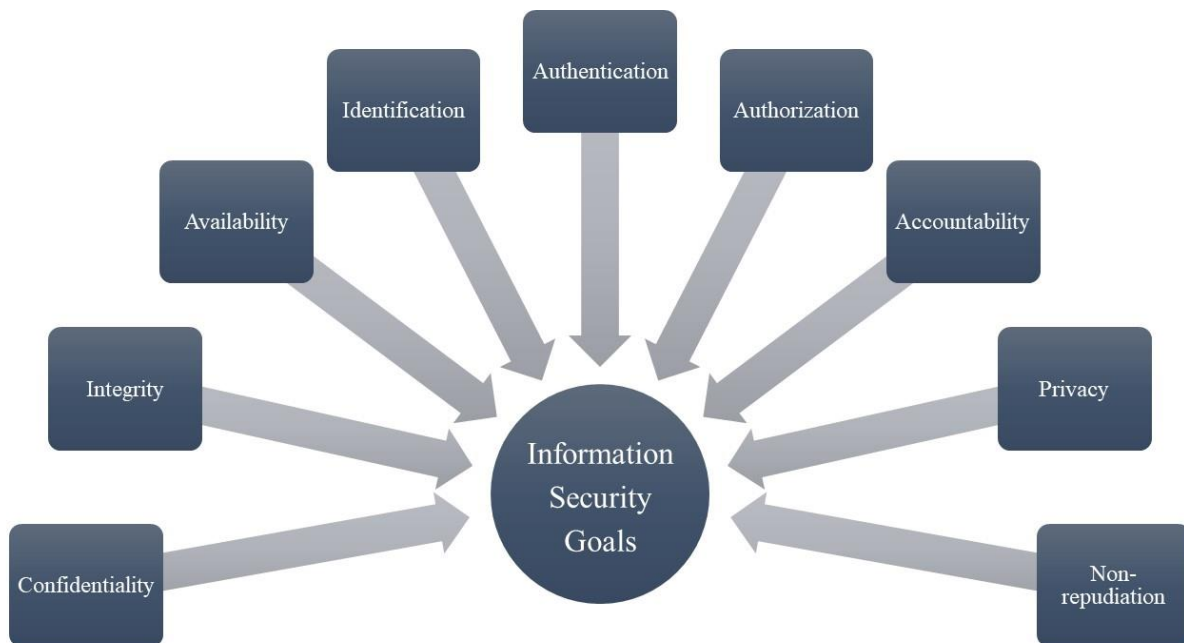 Authentication
Identification
Authorization
Availability
Accountability
Integrity
Privacy
Information
Security
Goals
Confidentiality
Non-
repudiation